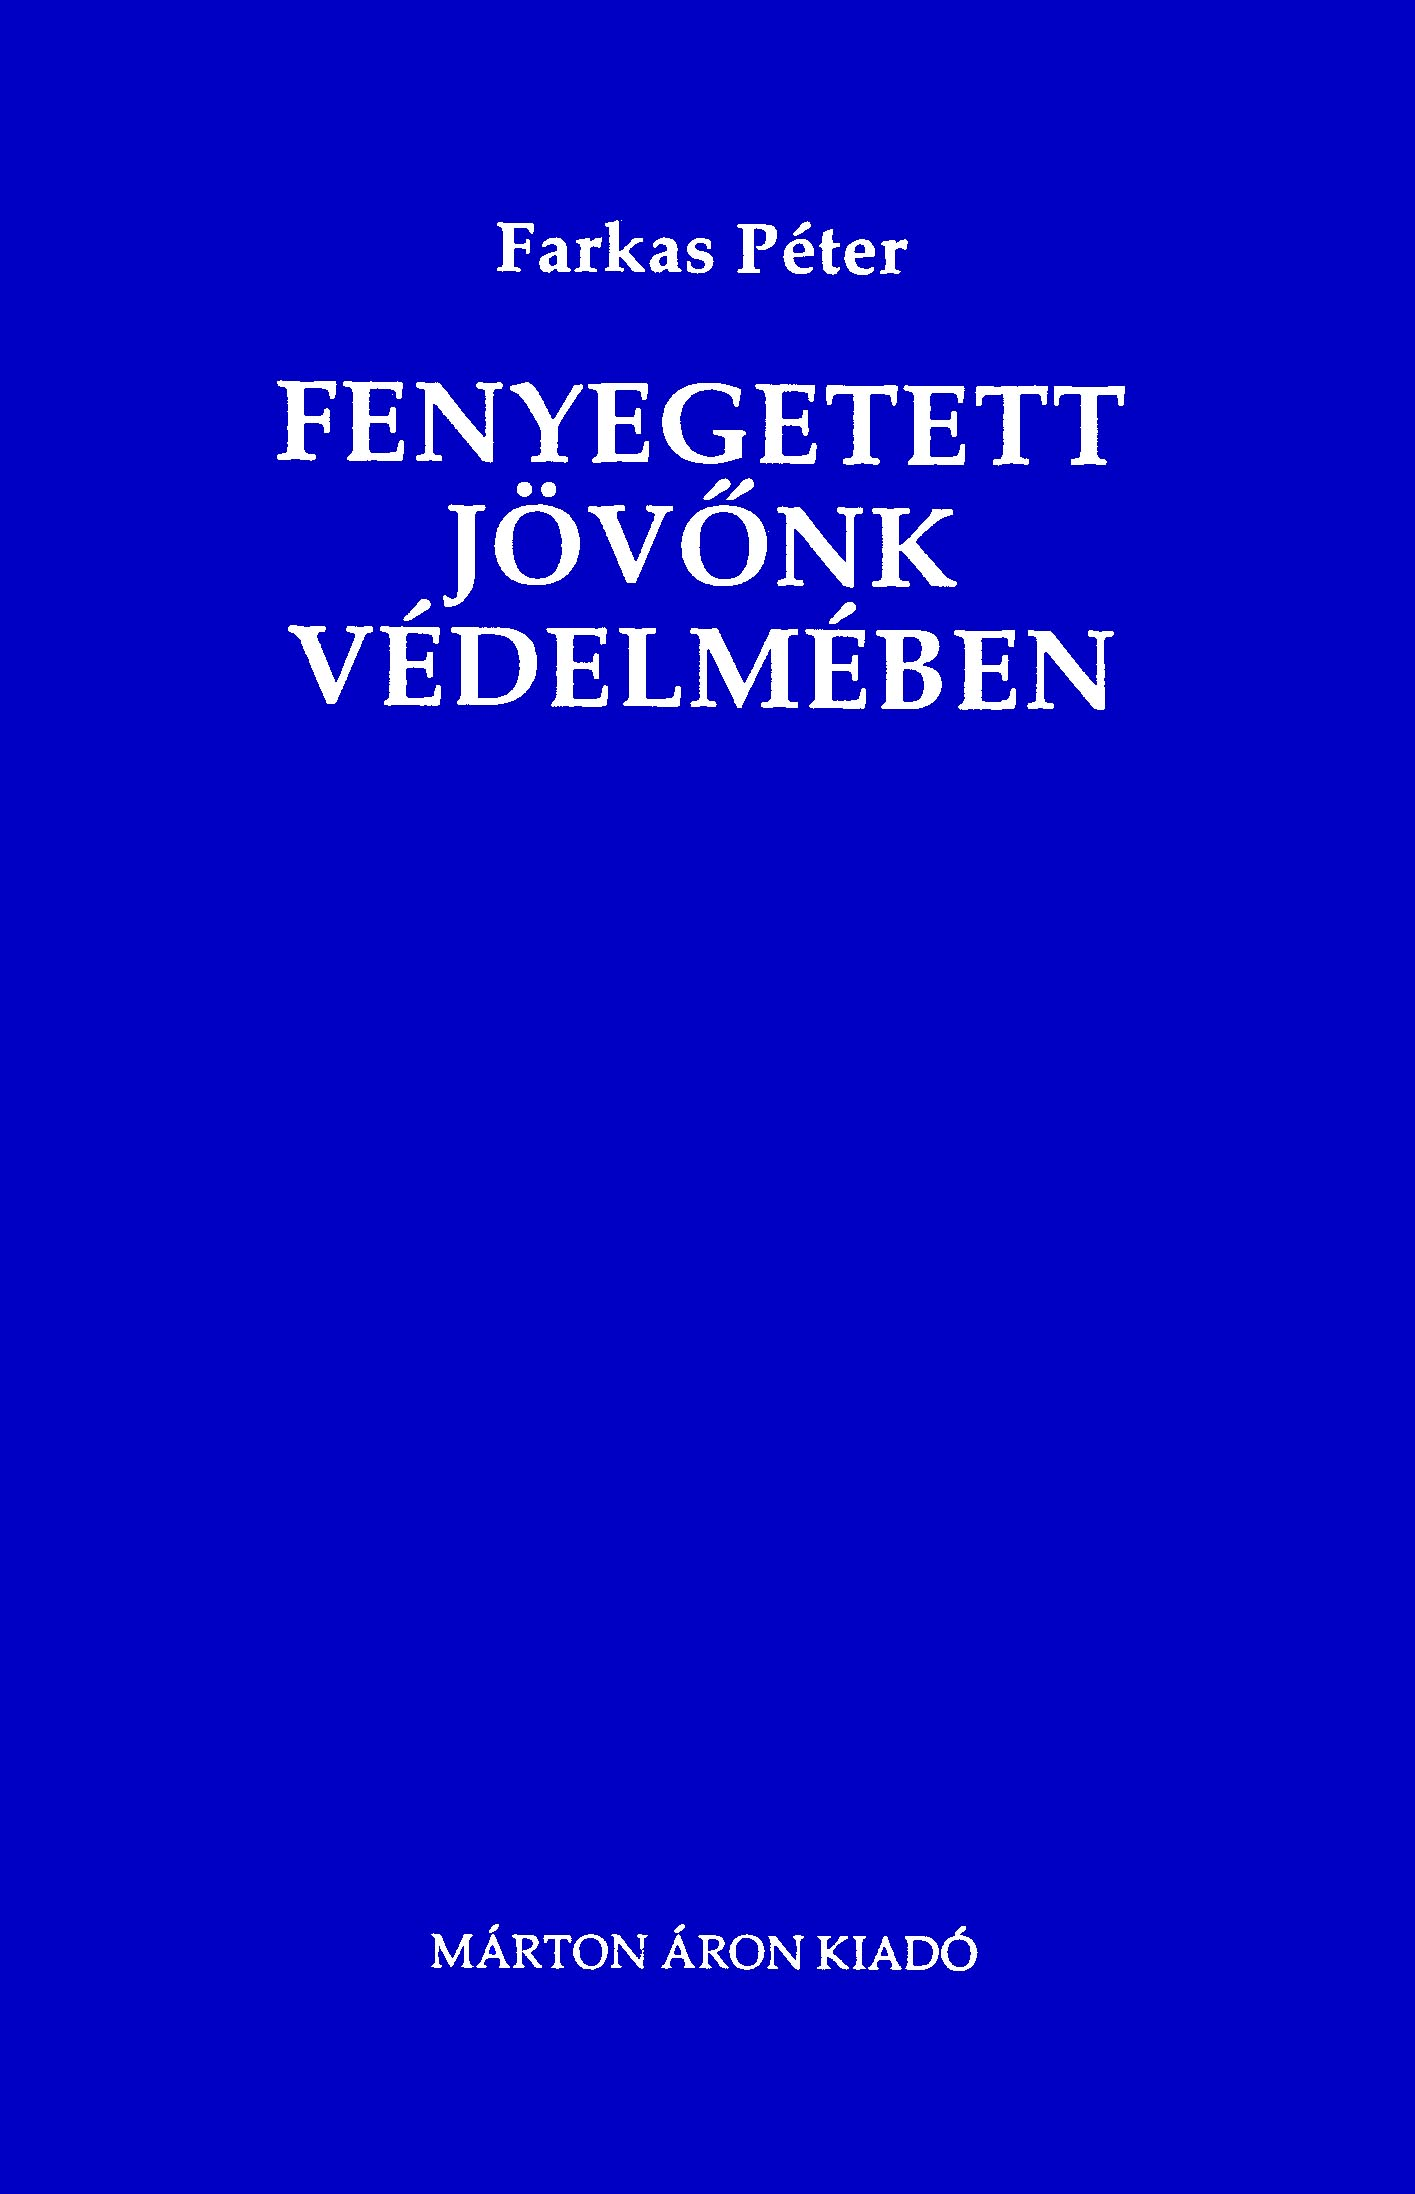 Farkas Péter
FENYEGETETT
JÖVŐNK
VÉDELMÉBEN
MÁRTON ÁRON KIADÓ